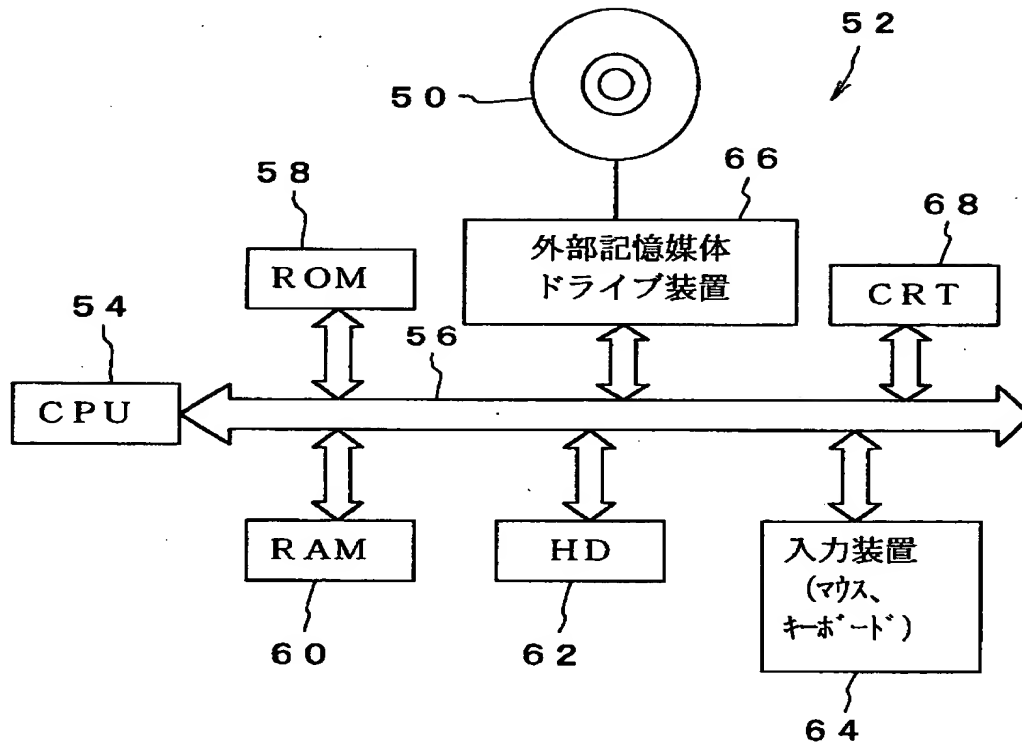 ５２
５０
６６
５８
６８
外部記憶媒体
ドライブ装置
ROM
CRT
５４
５６
CPU
RAM
HD
入力装置
(マウス、
キーボード)
６０
６２
６４